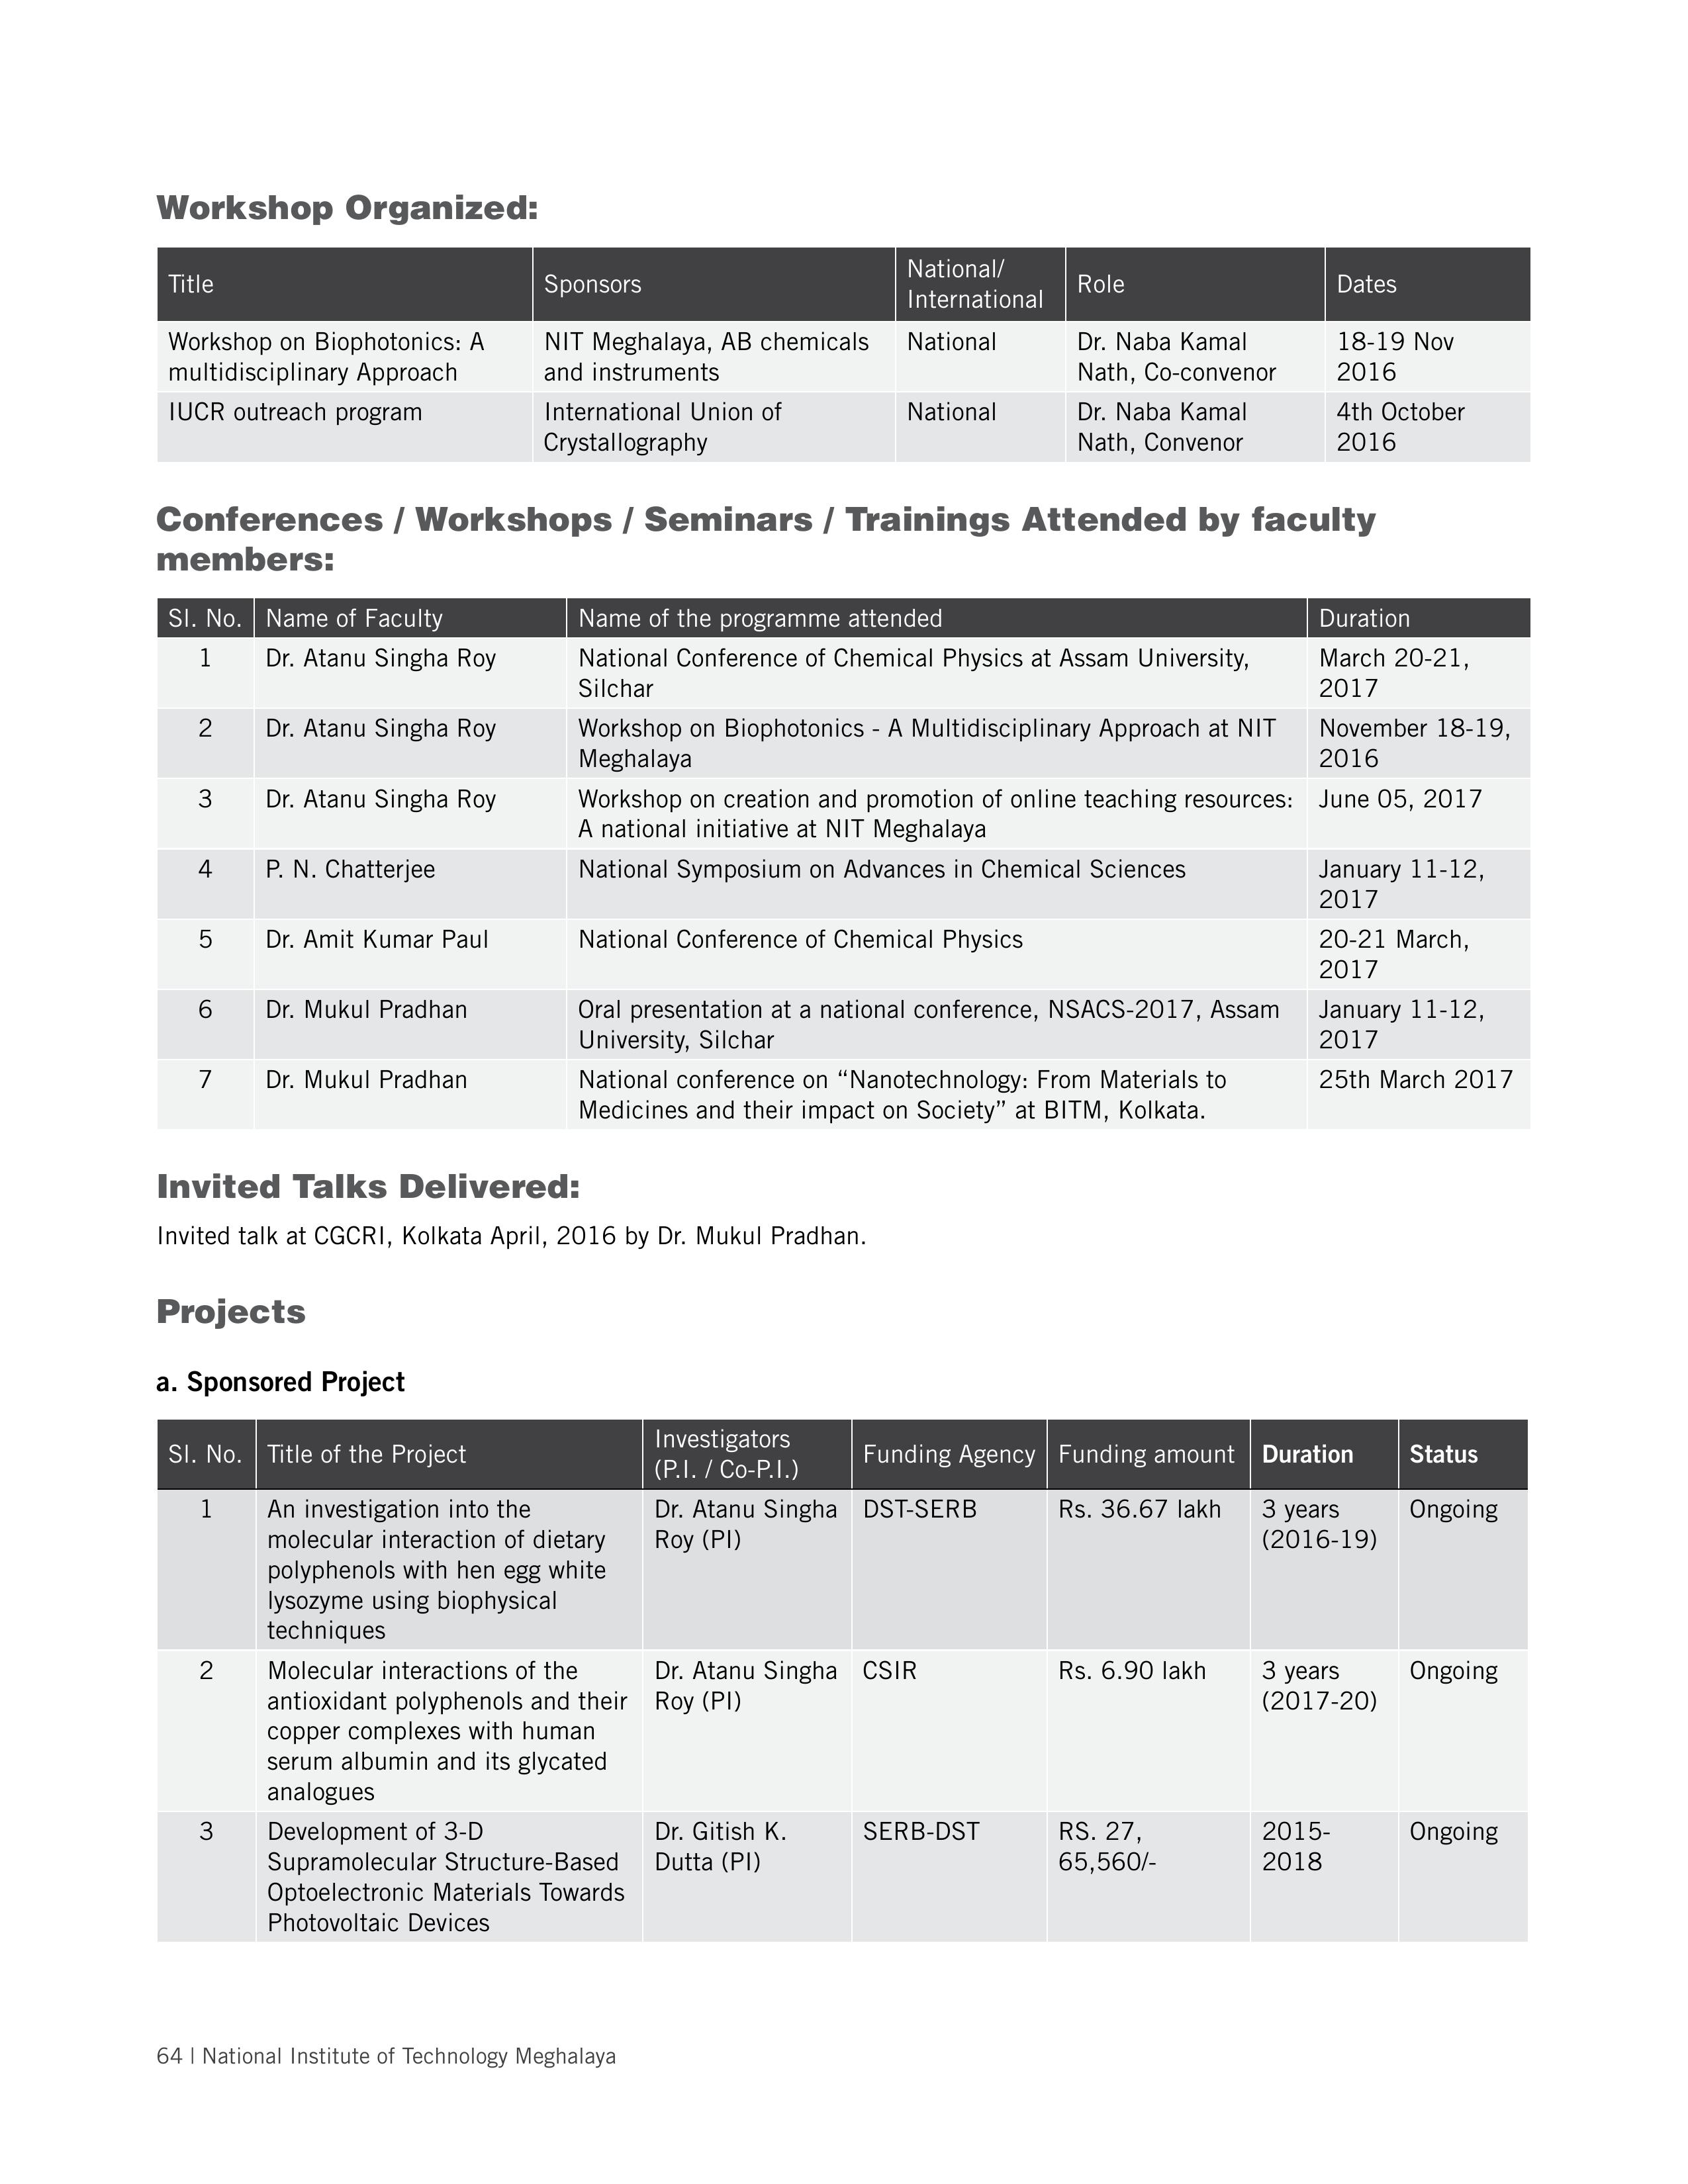 Workshop Organized:
Title
Sponsors
National/
International
Role
Dates
Workshop on Biophotonics: A
multidisciplinary Approach
NIT Meghalaya, AB chemicals
and instruments
National
Dr. Naba Kamal
Nath, Co-convenor
18-19 Nov
2016
IUCR outreach program
International Union of
Crystallography
National
Dr. Naba Kamal
Nath, Convenor
4th October
2016
Conferences / Workshops / Seminars / Trainings Attended by faculty
members:
Sl. No.
Name of Faculty
Name of the programme attended
Duration
1
Dr. Atanu Singha Roy
National Conference of Chemical Physics at Assam University,
Silchar
March 20-21,
2017
2
Dr. Atanu Singha Roy
Workshop on Biophotonics - A Multidisciplinary Approach at NIT
Meghalaya
November 18-19,
2016
3
Dr. Atanu Singha Roy
Workshop on creation and promotion of online teaching resources:
A national initiative at NIT Meghalaya
June 05, 2017
4
P. N. Chatterjee
National Symposium on Advances in Chemical Sciences
January 11-12,
2017
5
Dr. Amit Kumar Paul
National Conference of Chemical Physics
20-21 March,
2017
6
Dr. Mukul Pradhan
Oral presentation at a national conference, NSACS-2017, Assam
University, Silchar
January 11-12,
2017
7
Dr. Mukul Pradhan
National conference on “Nanotechnology: From Materials to
Medicines and their impact on Society” at BITM, Kolkata.
25th March 2017
Invited Talks Delivered:
Invited talk at CGCRI, Kolkata April, 2016 by Dr. Mukul Pradhan.
Projects
a. Sponsored Project
Sl. No.
Title of the Project
Investigators
(P.I. / Co-P.I.)
Funding Agency
Funding amount
Duration
Status
1
An investigation into the
molecular interaction of dietary
polyphenols with hen egg white
lysozyme using biophysical
techniques
Dr. Atanu Singha
Roy (PI)
DST-SERB
Rs. 36.67 lakh
3 years
(2016-19)
Ongoing
2
Molecular interactions of the
antioxidant polyphenols and their
copper complexes with human
serum albumin and its glycated
analogues
Dr. Atanu Singha
Roy (PI)
CSIR
Rs. 6.90 lakh
3 years
(2017-20)
Ongoing
3
Development of 3-D
Supramolecular Structure-Based
Optoelectronic Materials Towards
Photovoltaic Devices
Dr. Gitish K.
Dutta (PI)
SERB-DST
RS. 27,
65,560/-
2015-
2018
Ongoing
64 | National Institute of Technology Meghalaya